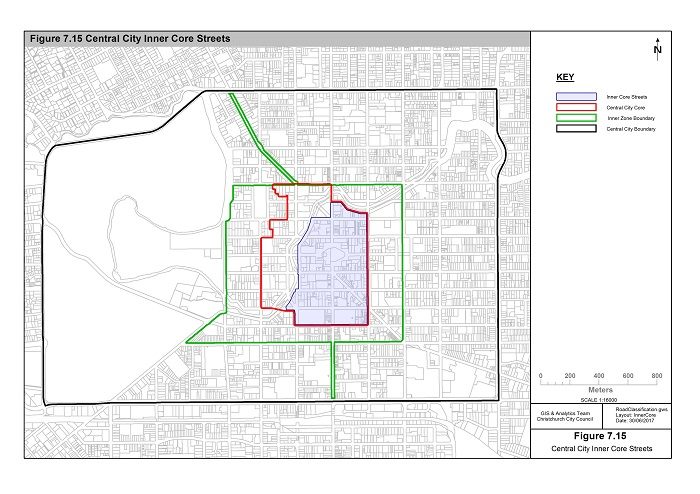 Figure 7.15 Central City Inner Core Streets
N
KEY
Inner Core Streets
Central City Core
Inner Zone Boundary
Central City Boundary
0 200 400 600 800
Meters
SCALE 1:16000
GIS & Analytics Team
Christchurch City Council
RoadClassification.gws
Layout: InnerCore
Date: 30/06/2017
Figure 7.15
Central City Inner Core Streets